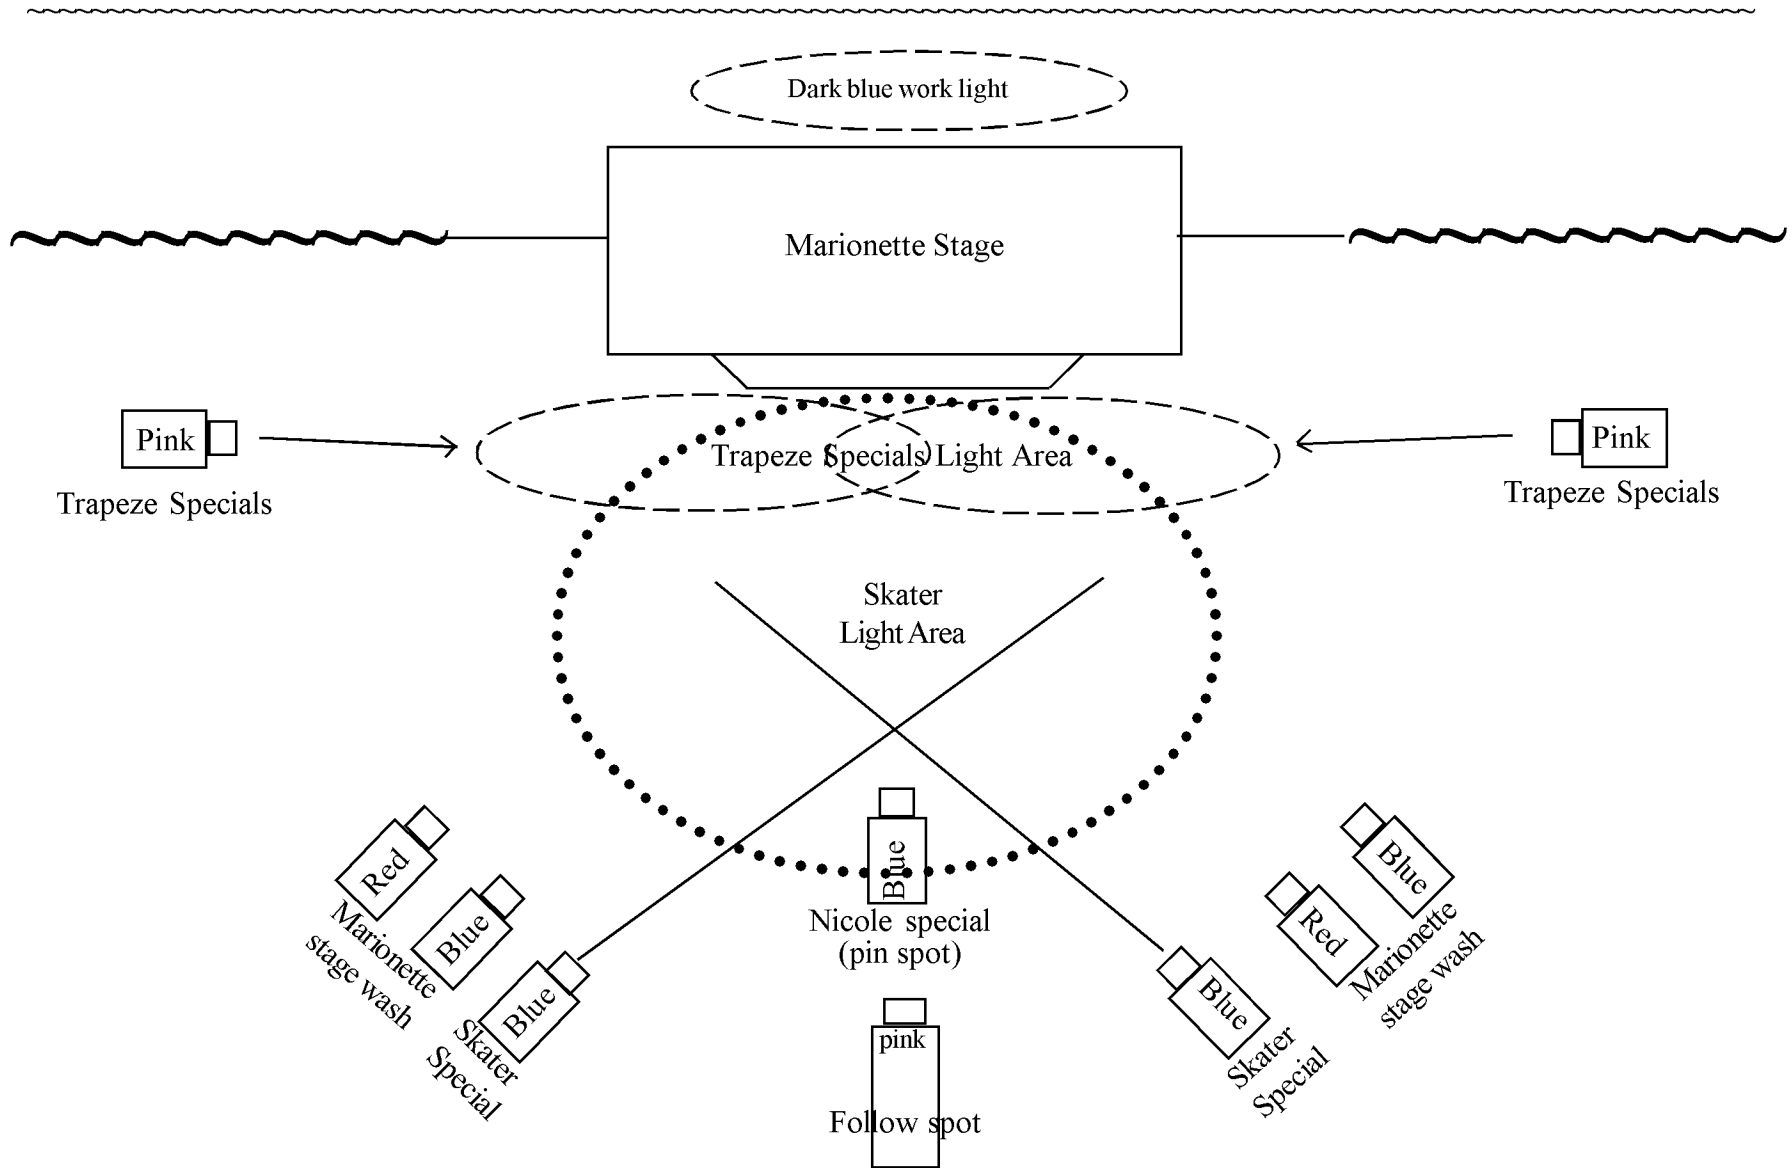 Dark blue work light
Marionette Stage
Pink
Trapeze Specials
Trapeze Specials Light Area
Pink
Trapeze Specials
Skater
Light Area
Red
Blue
Marionette
stage wash
Blue
Skater
Special
Blue
Nicole special
(pin spot)
pink
Follow spot
Blue
Skater
Special
Red
Blue
Marionette
stage wash